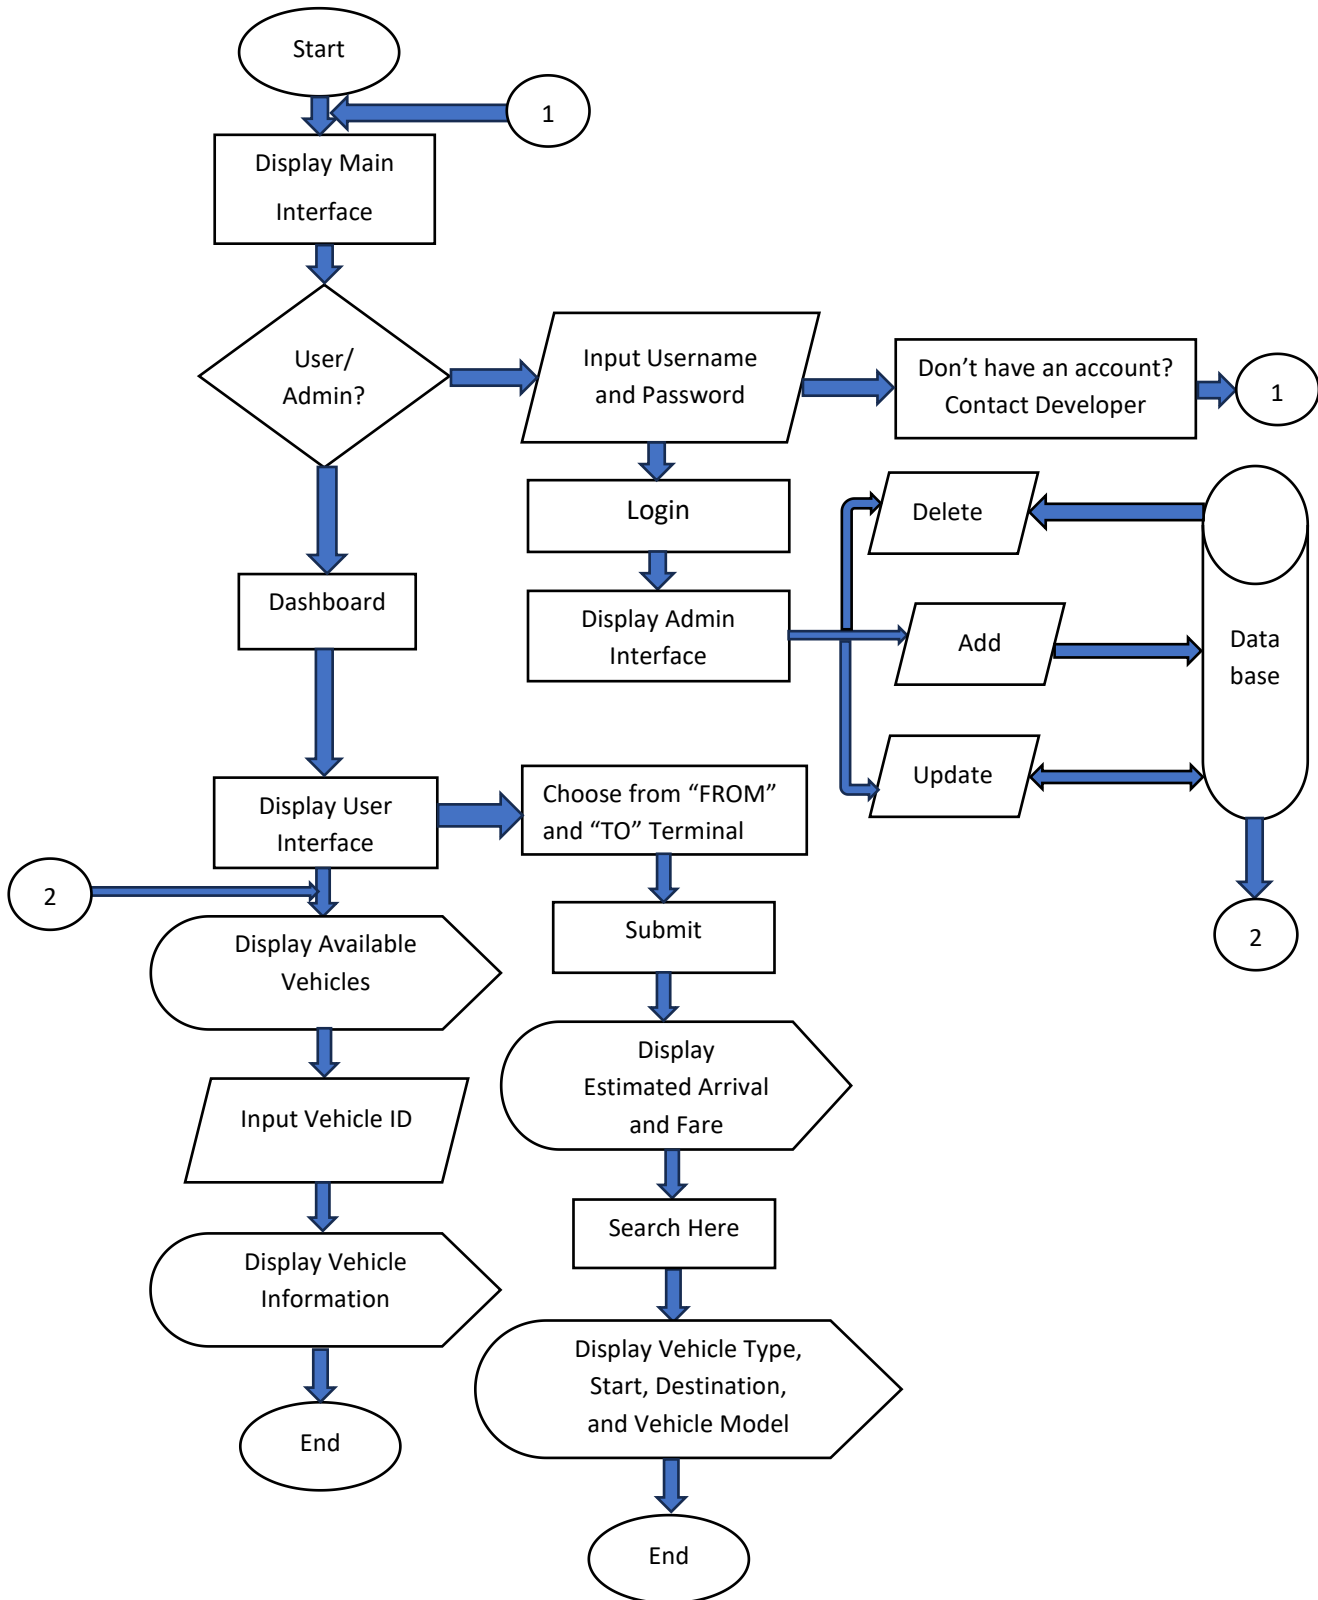 Start
1
Display Main
Interface
User/
Admin?
Input Username
and Password
Don’t have an account?
Contact Developer
1
Login
Delete
Dashboard
Display Admin
Interface
Add
Data
base
Update
Display User
Interface
Choose from “FROM”
and “TO” Terminal
2
Submit
2
Display Available
Vehicles
Display
Estimated Arrival
and Fare
Input Vehicle ID
Search Here
Display Vehicle
Information
Display Vehicle Type,
Start, Destination,
and Vehicle Model
End
End